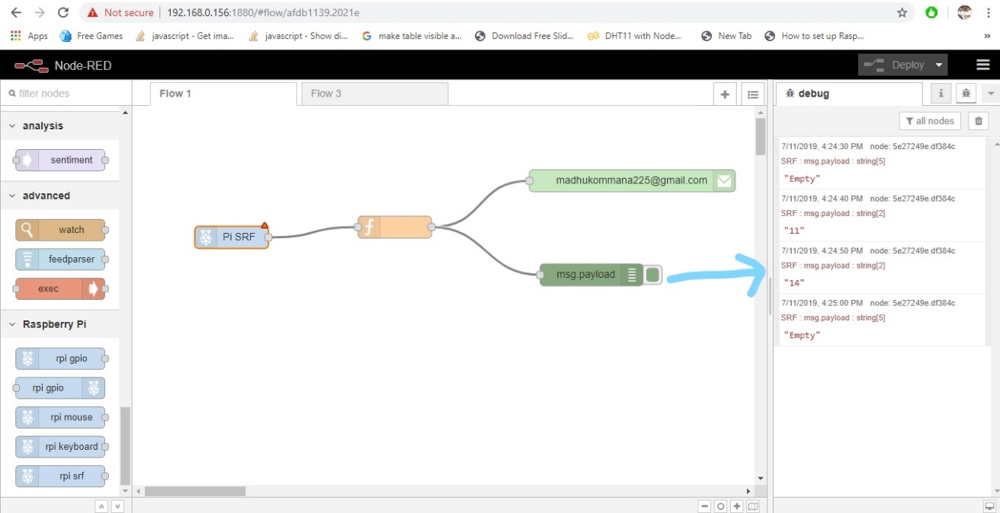 Not secure | 192.168.0.156:1880/#flow/afdb1139.2021e
Apps Free Games javascript - Get ima... javascript - Show di... make table visible a... Download Free Slid... DHT11 with Node... New Tab How to set up Rasp... »
Node-RED Deploy
filter nodes
Flow 1 Flow 3
debug i
all nodes
analysis
sentiment
advanced
watch
feedparser
exec
Raspberry Pi
rpi gpio
rpi gpio
rpi mouse
rpi keyboard
rpi srf
Pi SRF
f
madhukommana225@gmail.com
msg.payload
7/11/2019, 4:24:30 PM node: 5e27249e.df384c
SRF : msg.payload : string[5]
"Empty"
7/11/2019, 4:24:40 PM node: 5e27249e.df384c
SRF : msg.payload : string[2]
"11"
7/11/2019, 4:24:50 PM node: 5e27249e.df384c
SRF : msg.payload : string[2]
"14"
7/11/2019, 4:25:00 PM node: 5e27249e.df384c
SRF : msg.payload : string[5]
"Empty"